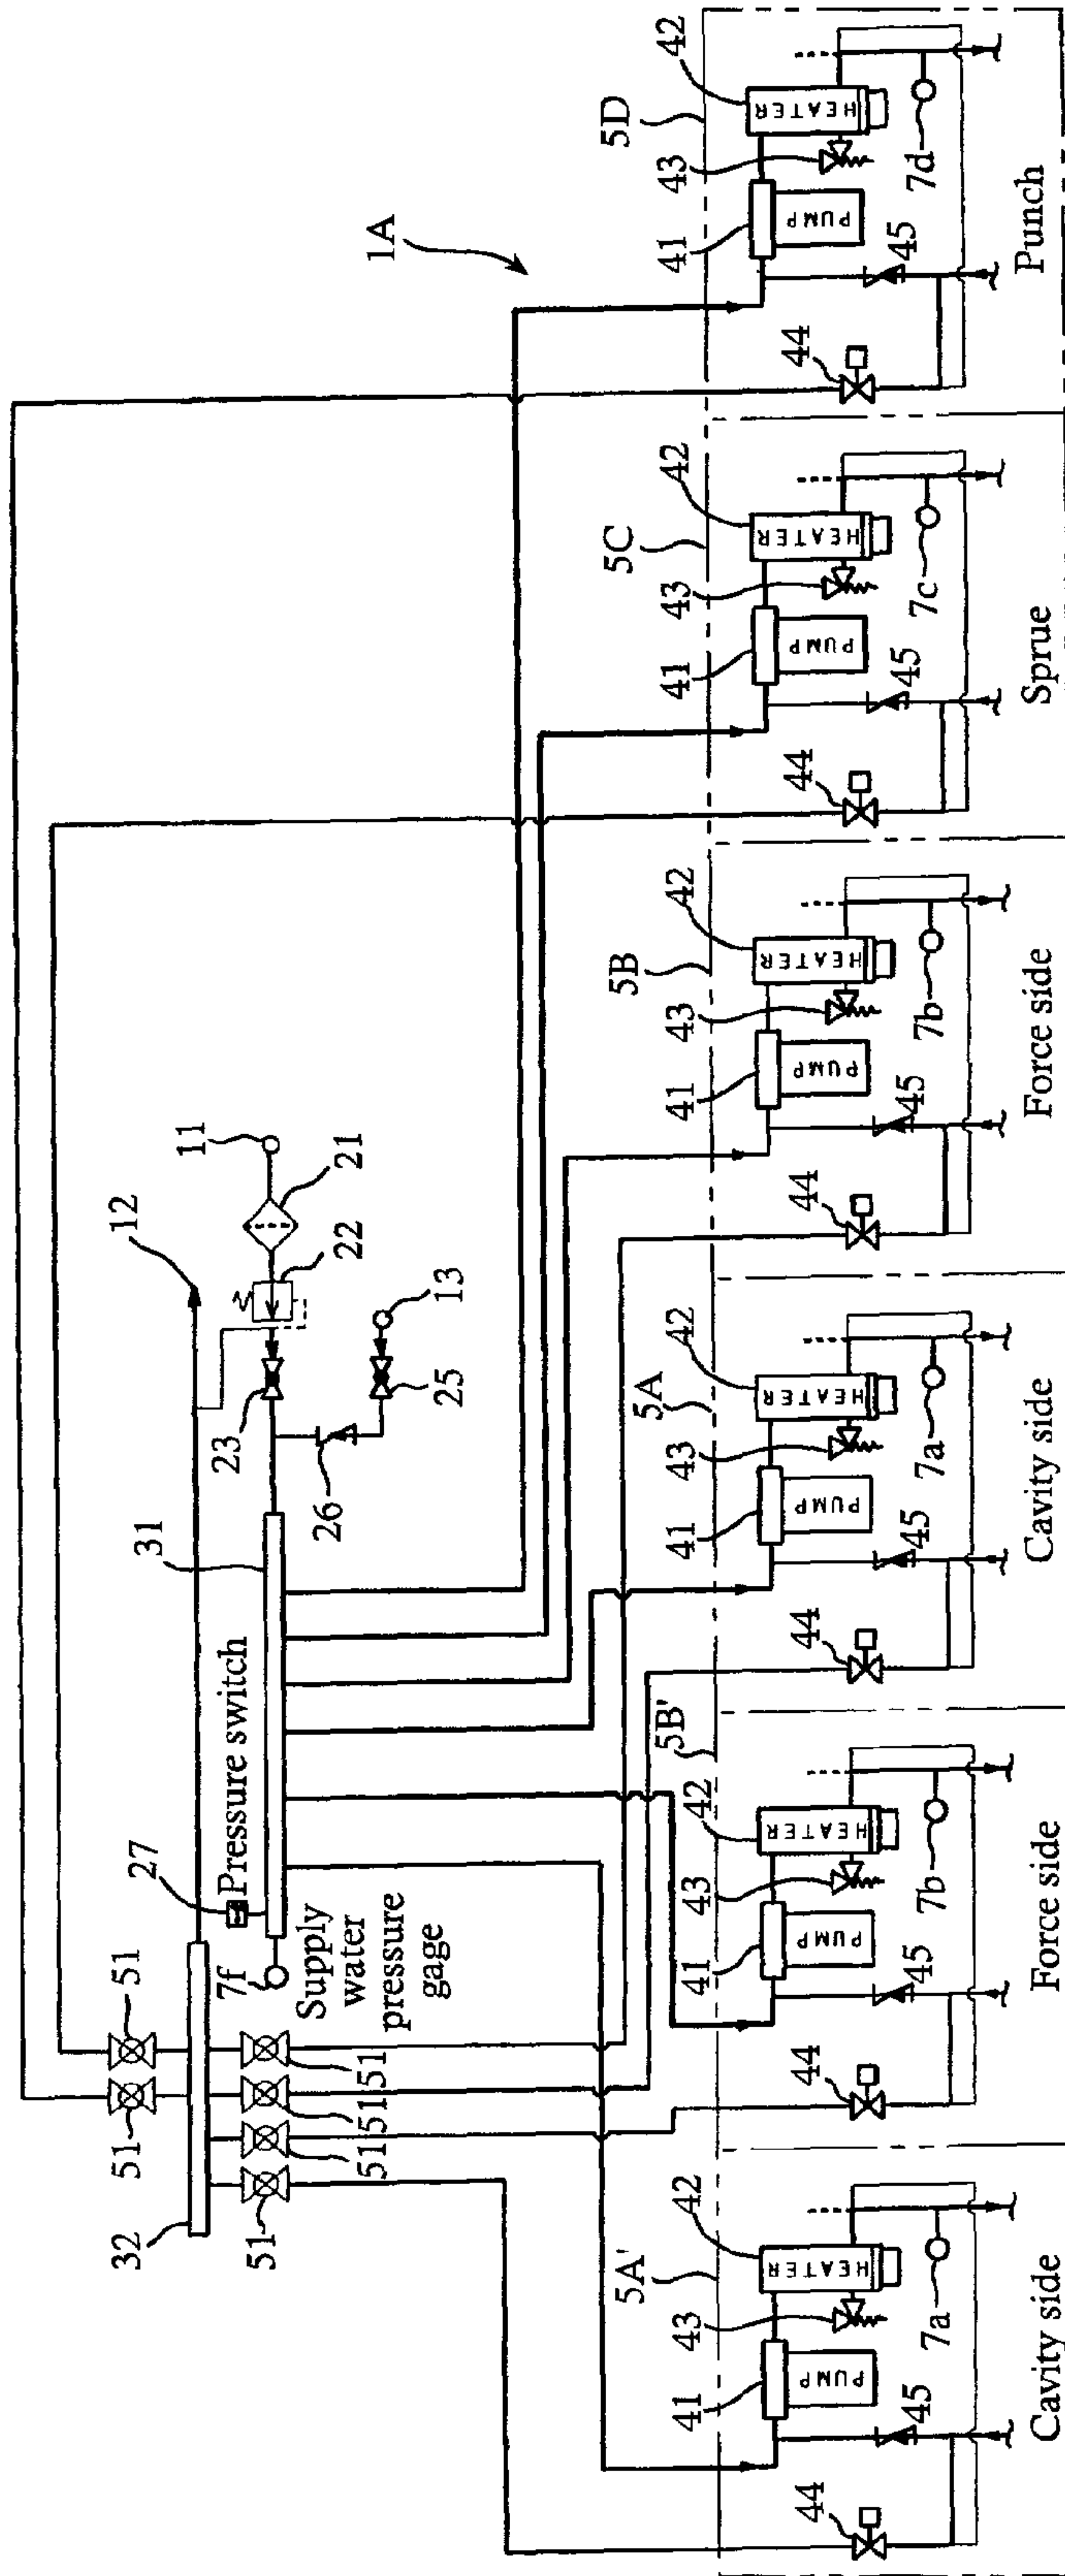 1A
12
11
21
22
13
23
25
26
31
27
Pressure switch
7f
Supply
water
pressure
gage
32
51
51
51
51
51
51
5A'
42
HEATER
43
41
PUMP
45
44
7a
Cavity side
5B'
42
HEATER
43
41
PUMP
45
44
7b
Force side
5A
42
HEATER
43
41
PUMP
45
44
7a
Cavity side
5B
42
HEATER
43
41
PUMP
45
44
7b
Force side
5C
42
HEATER
43
41
PUMP
45
44
7c
Sprue
5D
42
HEATER
43
41
PUMP
45
44
7d
Punch